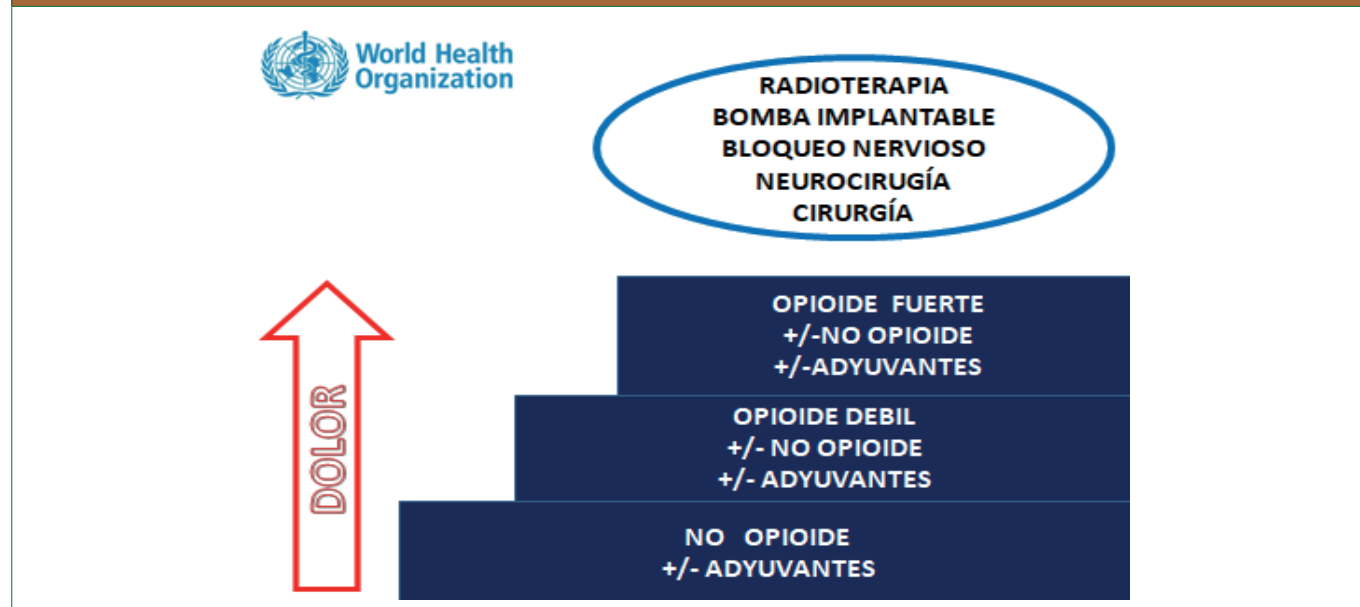 World Health
Organization
RADIOTERAPIA
BOMBA IMPLANTABLE
BLOQUEO NERVIOSO
NEUROCIRUGÍA
CIRURGÍA
DOLOR
OPIOIDE FUERTE
+/-NO OPIOIDE
+/-ADYUVANTES
OPIOIDE DEBIL
+/- NO OPIOIDE
+/- ADYUVANTES
NO OPIOIDE
+/- ADYUVANTES